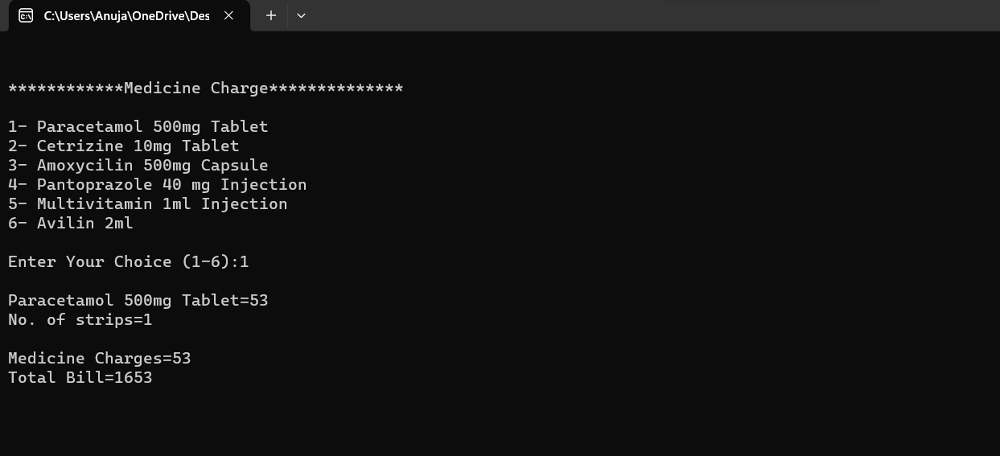 C:\Users\Anuja\OneDrive\Des
************Medicine Charge**************
1- Paracetamol 500mg Tablet
2- Cetrizine 10mg Tablet
3- Amoxycilin 500mg Capsule
4- Pantoprazole 40 mg Injection
5- Multivitamin 1ml Injection
6- Avilin 2ml
Enter Your Choice (1-6):1
Paracetamol 500mg Tablet=53
No. of strips=1
Medicine Charges=53
Total Bill=1653